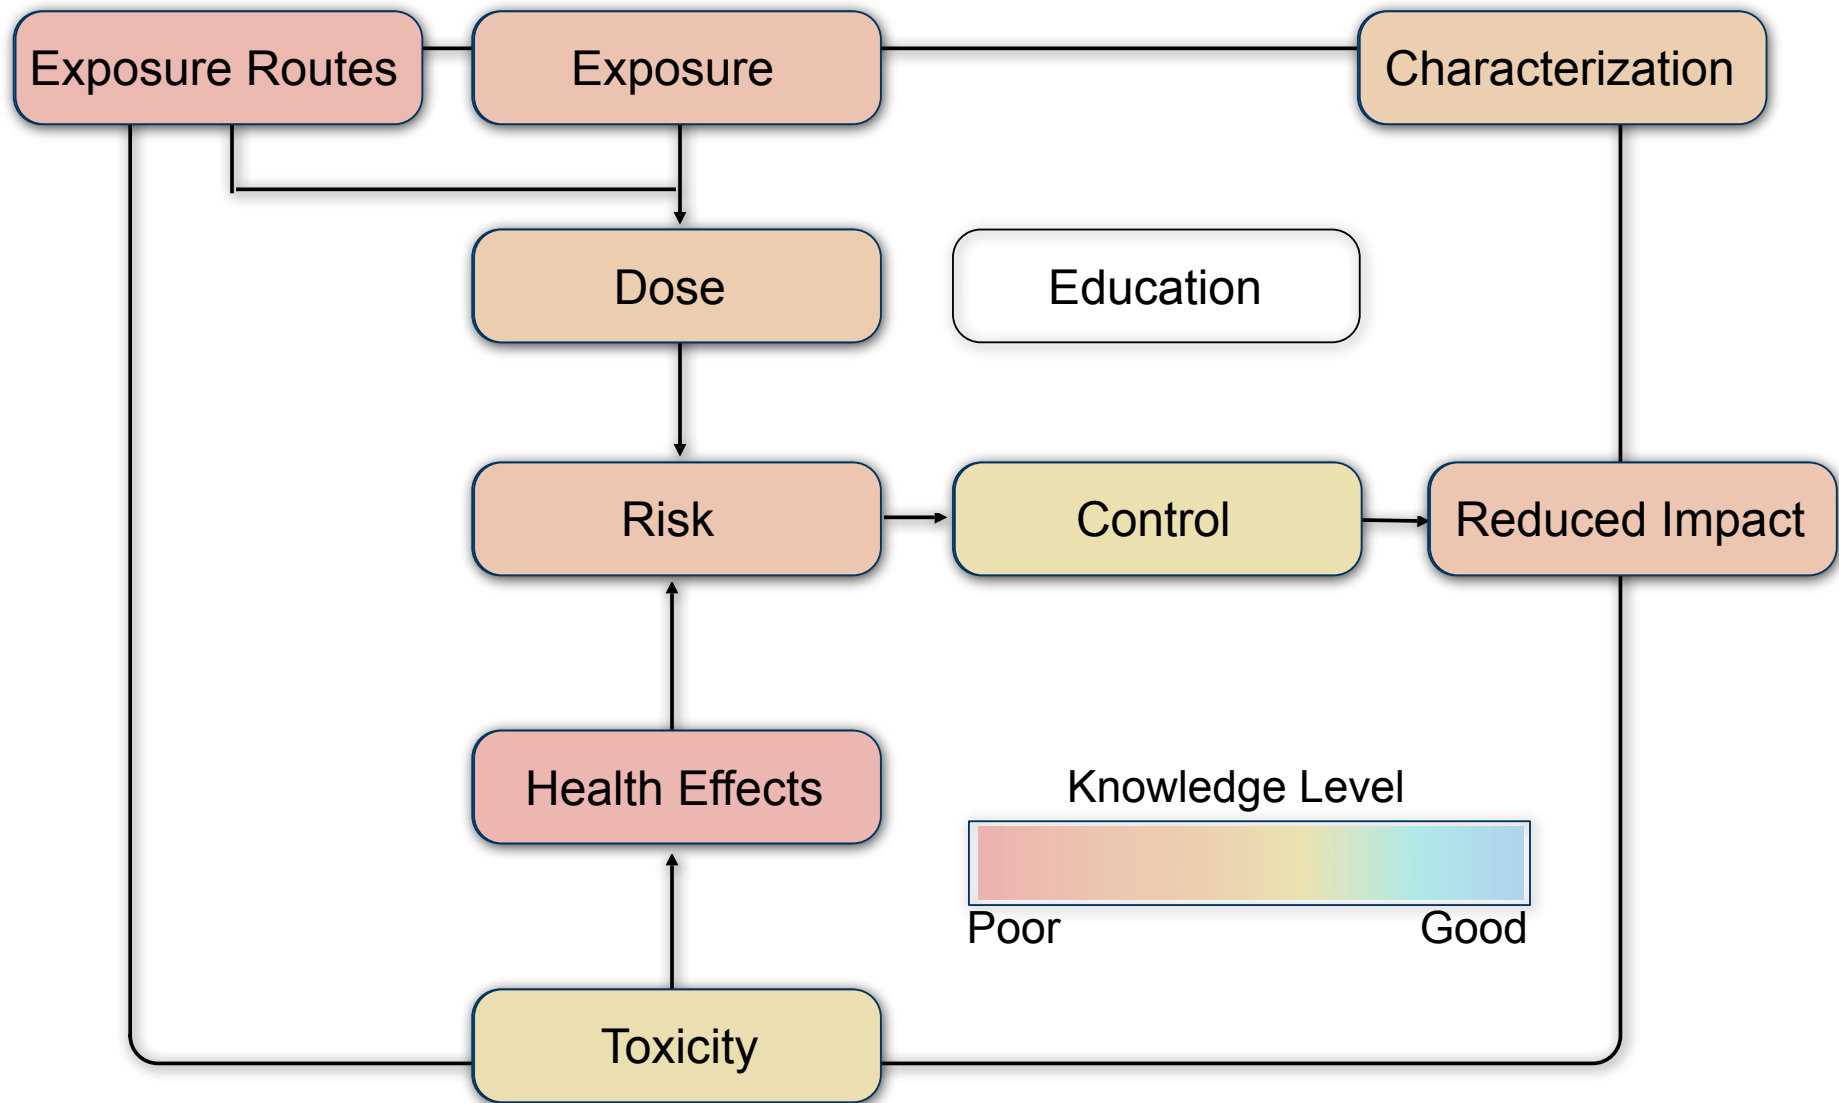 Exposure Routes
Exposure
Characterization
Dose
Education
Risk
Control
Reduced Impact
Health Effects
Knowledge Level
Poor
Good
Toxicity